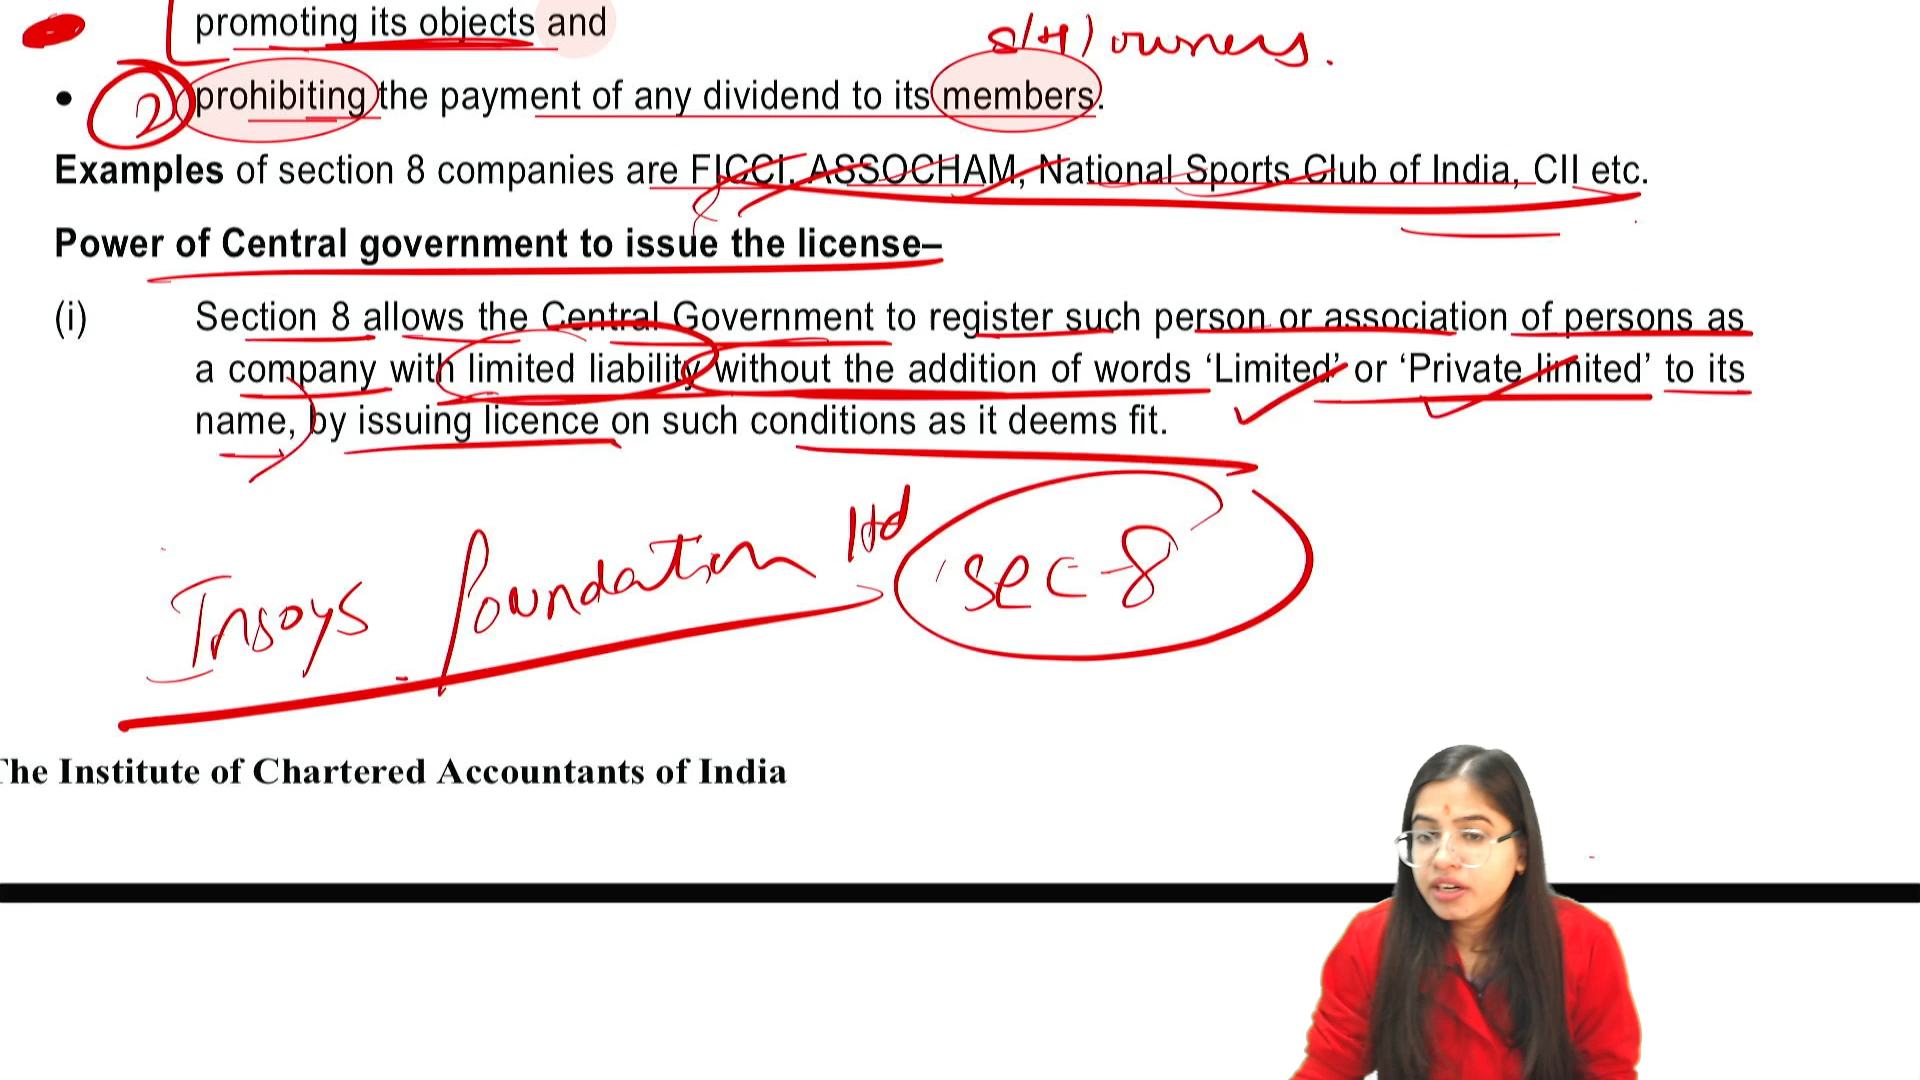 promoting its objects and
s/H) owners.
• 2) prohibiting the payment of any dividend to its members.
Examples of section 8 companies are FICCI, ASSOCHAM, National Sports Club of India, CII etc.
Power of Central government to issue the license–
(i) Section 8 allows the Central Government to register such person or association of persons as
a company with limited liability without the addition of words ‘Limited’ or ‘Private limited’ to its
name, by issuing licence on such conditions as it deems fit.
foundation ltd sec-8
The Institute of Chartered Accountants of India